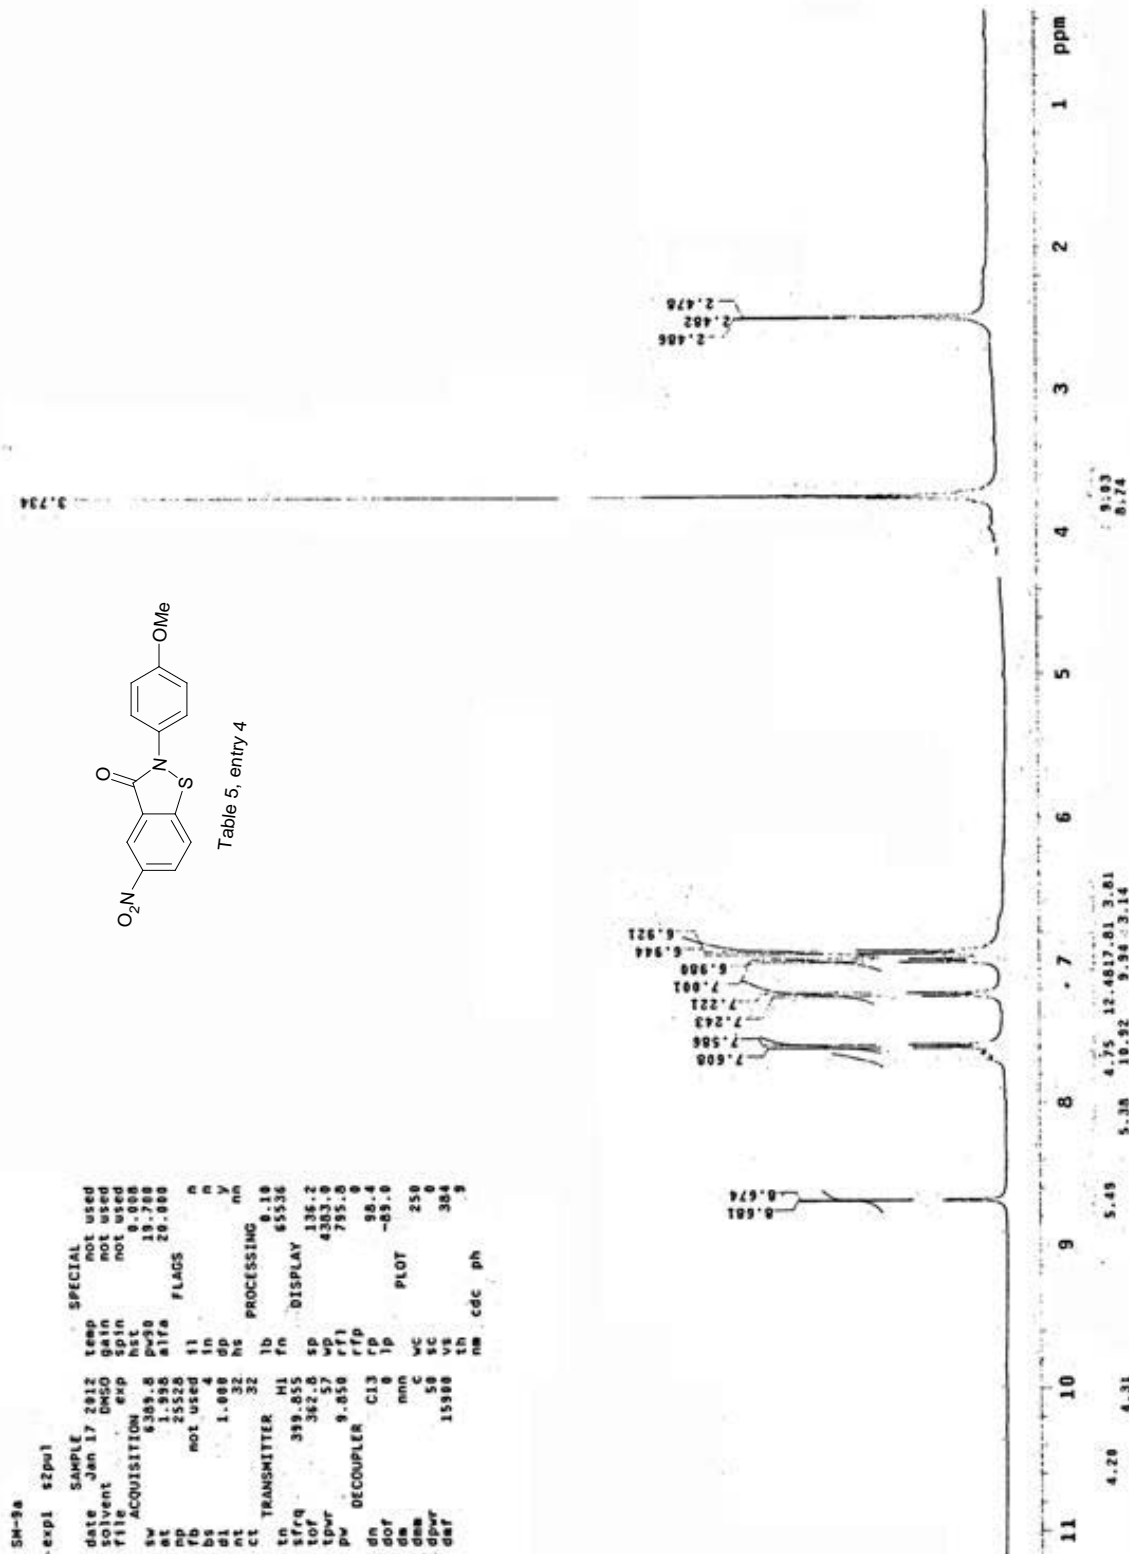 SM-9a
exp1 s2pul
SAMPLE SPECIAL
date Jan 17 2012 temp not used
solvent DMSO gain not used
file exp spin not used
ACQUISITION hst 0.008
sw 6389.8 pw90 19.700
at 1.998 alfa 20.000
np 25528 FLAGS
fb not used il n
bs 4 in n
d1 1.000 dp y
nt 32 hs nn
ct 32 PROCESSING
TRANSMITTER lb 0.10
tn H1 fn 65536
sfrq 399.855 DISPLAY
tof 362.8 sp 136.2
tpwr 57 wp 4383.0
pw 9.850 rfl 795.8
DECOUPLER rfp 0
dn C13 rp 98.4
dof 0 lp -89.0
dm nnn PLOT
dmm c wc 250
dpwr 50 sc 0
dmf 15900 vs 384
th 9
nm cdc ph
O2N
O
N
S
OMe
Table 5, entry 4
8.681
8.674
7.608
7.586
7.243
7.221
7.001
6.980
6.944
6.921
3.734
2.486
2.482
2.478
11 10 9 8 7 6 5 4 3 2 1 ppm
4.20 5.49 4.75 12.48 17.81 3.81 9.03
4.31 5.38 10.92 9.94 3.14 8.74